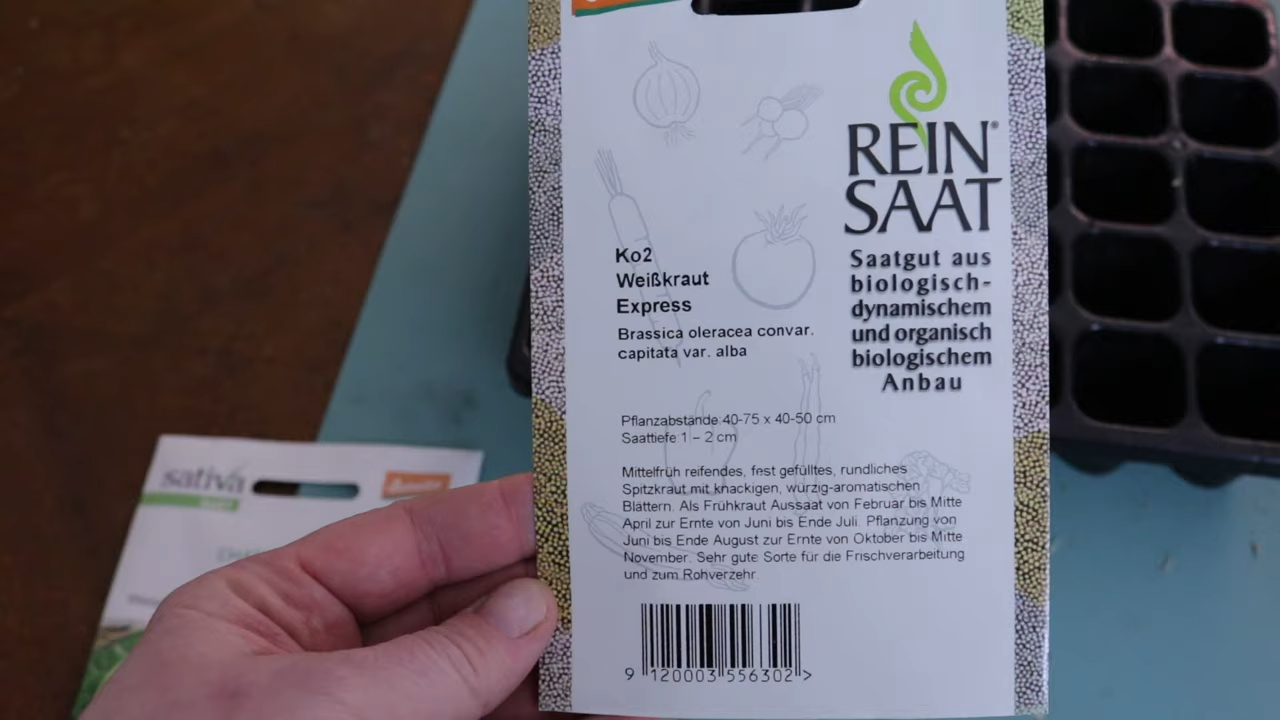 REIN®
SAAT
Saatgut aus
biologisch-
dynamischem
und organisch
biologischem
Anbau
Ko2
Weißkraut
Express
Brassica oleracea convar.
capitata var. alba
Pflanzabstände:40-75 x 40-50 cm
Saattiefe 1 – 2 cm
Mittelfrüh reifendes, fest gefülltes, rundliches
Spitzkraut mit knackigen, würzig-aromatischen
Blättern. Als Frühkraut Aussaat von Februar bis Mitte
April zur Ernte von Juni bis Ende Juli. Pflanzung von
Juni bis Ende August zur Ernte von Oktober bis Mitte
November. Sehr gute Sorte für die Frischverarbeitung
und zum Rohverzehr.
9 120003 556302 >
sativa